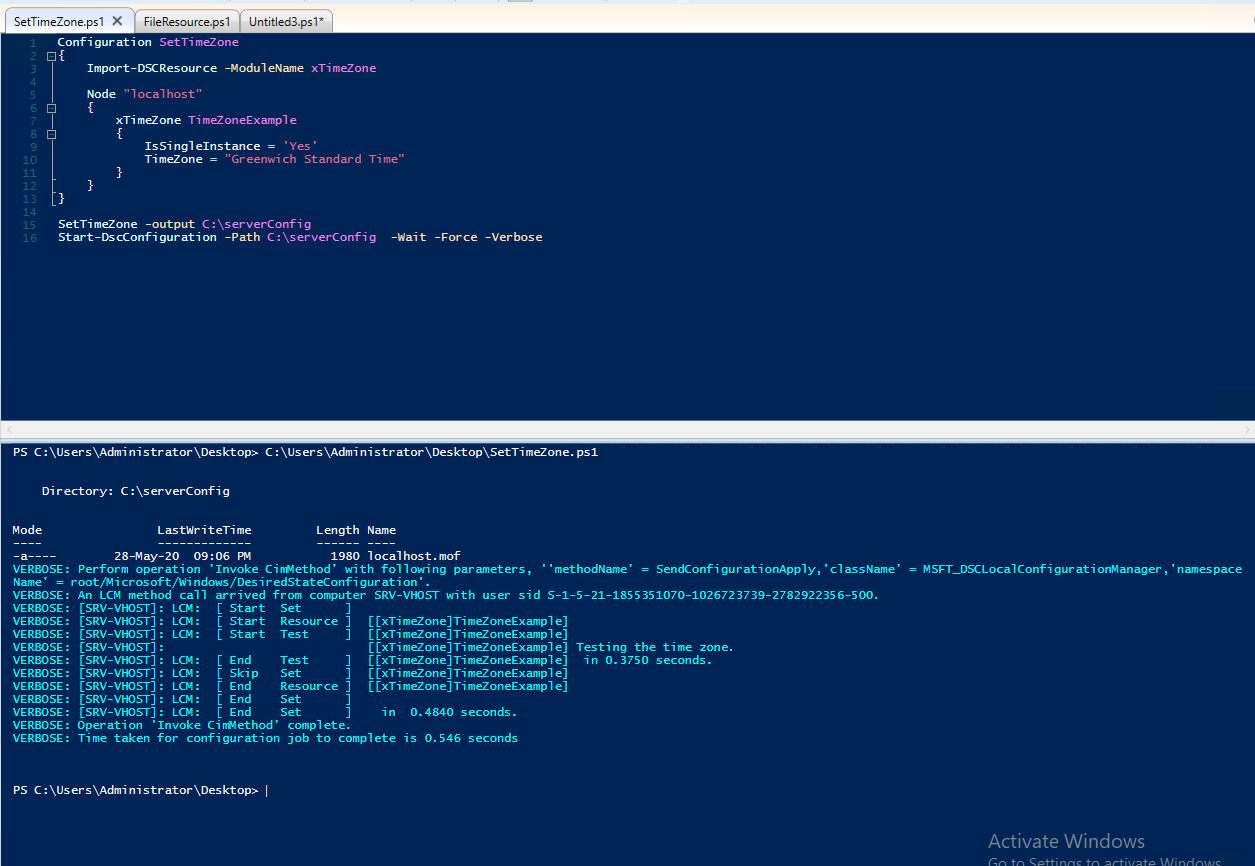 SetTimeZone.ps1 X FileResource.ps1 Untitled3.ps1*
1 Configuration SetTimeZone
2 {
3 Import-DSCResource -ModuleName xTimeZone
4
5 Node "localhost"
6 {
7 xTimeZone TimeZoneExample
8 {
9 IsSingleInstance = 'Yes'
10 TimeZone = "Greenwich Standard Time"
11 }
12 }
13 }
14
15 SetTimeZone -output C:\serverConfig
16 Start-DscConfiguration -Path C:\serverConfig -Wait -Force -Verbose
PS C:\Users\Administrator\Desktop> C:\Users\Administrator\Desktop\SetTimeZone.ps1
Directory: C:\serverConfig
Mode LastWriteTime Length Name
---- ------------- ------ ----
-a---- 28-May-20 09:06 PM 1980 localhost.mof
VERBOSE: Perform operation 'Invoke CimMethod' with following parameters, ''methodName' = SendConfigurationApply,'className' = MSFT_DSCLocalConfigurationManager,'namespace
Name' = root/Microsoft/Windows/DesiredStateConfiguration'.
VERBOSE: An LCM method call arrived from computer SRV-VHOST with user sid S-1-5-21-1855351070-1026723739-2782922356-500.
VERBOSE: [SRV-VHOST]: LCM: [ Start Set ]
VERBOSE: [SRV-VHOST]: LCM: [ Start Resource ] [[xTimeZone]TimeZoneExample]
VERBOSE: [SRV-VHOST]: LCM: [ Start Test ] [[xTimeZone]TimeZoneExample]
VERBOSE: [SRV-VHOST]: [[xTimeZone]TimeZoneExample] Testing the time zone.
VERBOSE: [SRV-VHOST]: LCM: [ End Test ] [[xTimeZone]TimeZoneExample] in 0.3750 seconds.
VERBOSE: [SRV-VHOST]: LCM: [ Skip Set ] [[xTimeZone]TimeZoneExample]
VERBOSE: [SRV-VHOST]: LCM: [ End Resource ] [[xTimeZone]TimeZoneExample]
VERBOSE: [SRV-VHOST]: LCM: [ End Set ]
VERBOSE: [SRV-VHOST]: LCM: [ End Set ] in 0.4840 seconds.
VERBOSE: Operation 'Invoke CimMethod' complete.
VERBOSE: Time taken for configuration job to complete is 0.546 seconds
PS C:\Users\Administrator\Desktop>
Activate Windows
Go to Settings to activate Windows.